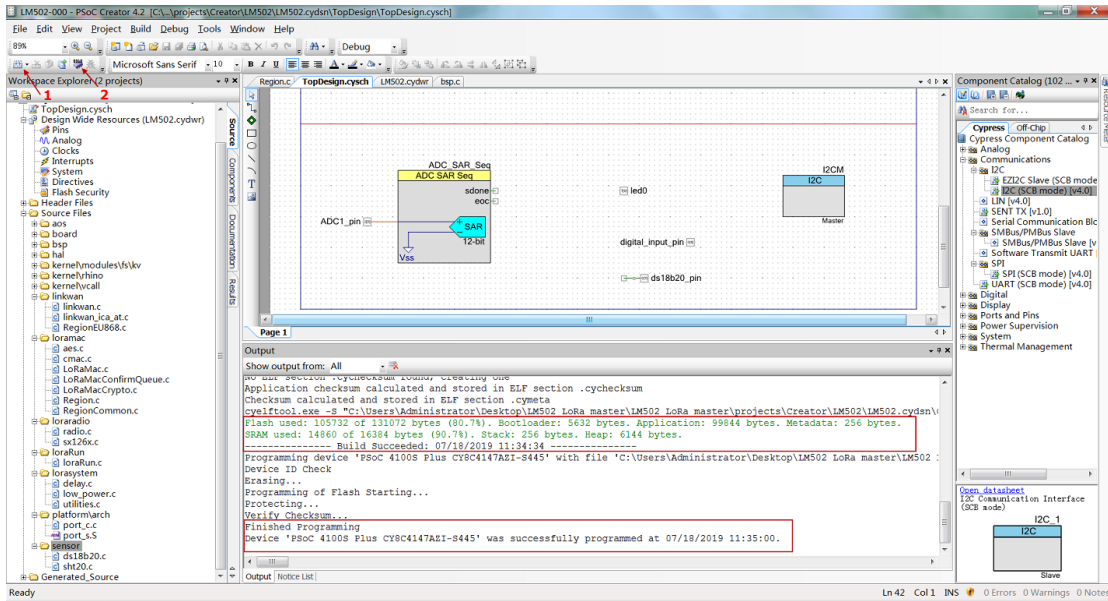 LM502-000 - PSoC Creator 4.2 [C:\...\projects\Creator\LM502\LM502.cydsn\TopDesign\TopDesign.cysch]
File Edit View Project Build Debug Tools Window Help
89%
Debug
Microsoft Sans Serif 10
B I U
1 2
Workspace Explorer (2 projects)
TopDesign.cysch
Design Wide Resources (LM502.cydwr)
Pins
Analog
Clocks
Interrupts
System
Directives
Flash Security
Header Files
Source Files
aos
board
bsp
hal
kernel\modules\fs\kv
kernel\rhino
kernel\vcall
linkwan
linkwan.c
linkwan_ica_at.c
RegionEU868.c
loramac
aes.c
cmac.c
LoRaMac.c
LoRaMacConfirmQueue.c
LoRaMacCrypto.c
Region.c
RegionCommon.c
loraradio
radio.c
sx126x.c
loraRun
loraRun.c
lorasystem
delay.c
low_power.c
utilities.c
platform\arch
port_c.c
port_s.S
sensor
ds18b20.c
sht20.c
Generated_Source
Source
Components
Documentation
Results
Region.c TopDesign.cysch LM502.cydwr bsp.c
ADC_SAR_Seq
ADC SAR Seq
sdone
eoc
ADC1_pin
SAR
12-bit
Vss
led0
digital_input_pin
ds18b20_pin
I2CM
I2C
Master
Page 1
Output
Show output from: All
No ELF section .cychecksum found, creating one
Application checksum calculated and stored in ELF section .cychecksum
Checksum calculated and stored in ELF section .cymeta
cyelftool.exe -S "C:\Users\Administrator\Desktop\LM502 LoRa master\LM502 LoRa master\projects\Creator\LM502\LM502.cydsn\
Flash used: 105732 of 131072 bytes (80.7%). Bootloader: 5632 bytes. Application: 99844 bytes. Metadata: 256 bytes.
SRAM used: 14860 of 16384 bytes (90.7%). Stack: 256 bytes. Heap: 6144 bytes.
--------------- Build Succeeded: 07/18/2019 11:34:34 ---------------
Programming device 'PSoC 4100S Plus CY8C4147AZI-S445' with file 'C:\Users\Administrator\Desktop\LM502 LoRa master\LM502
Device ID Check
Erasing...
Programming of Flash Starting...
Protecting...
Verify Checksum...
Finished Programming
Device 'PSoC 4100S Plus CY8C4147AZI-S445' was successfully programmed at 07/18/2019 11:35:00.
Output Notice List
Component Catalog (102 ...
Search for...
Cypress Off-Chip
Cypress Component Catalog
Analog
Communications
I2C
EZI2C Slave (SCB mode
I2C (SCB mode) [v4.0]
LIN [v4.0]
SENT TX [v1.0]
Serial Communication Blc
SMBus/PMBus Slave
SMBus/PMBus Slave [v
Software Transmit UART
SPI
SPI (SCB mode) [v4.0]
UART (SCB mode) [v4.0]
Digital
Display
Ports and Pins
Power Supervision
System
Thermal Management
Open datasheet
I2C Communication Interface
(SCB mode)
I2C_1
I2C
Slave
Ready
Ln 42 Col 1 INS 0 Errors 0 Warnings 0 Notes